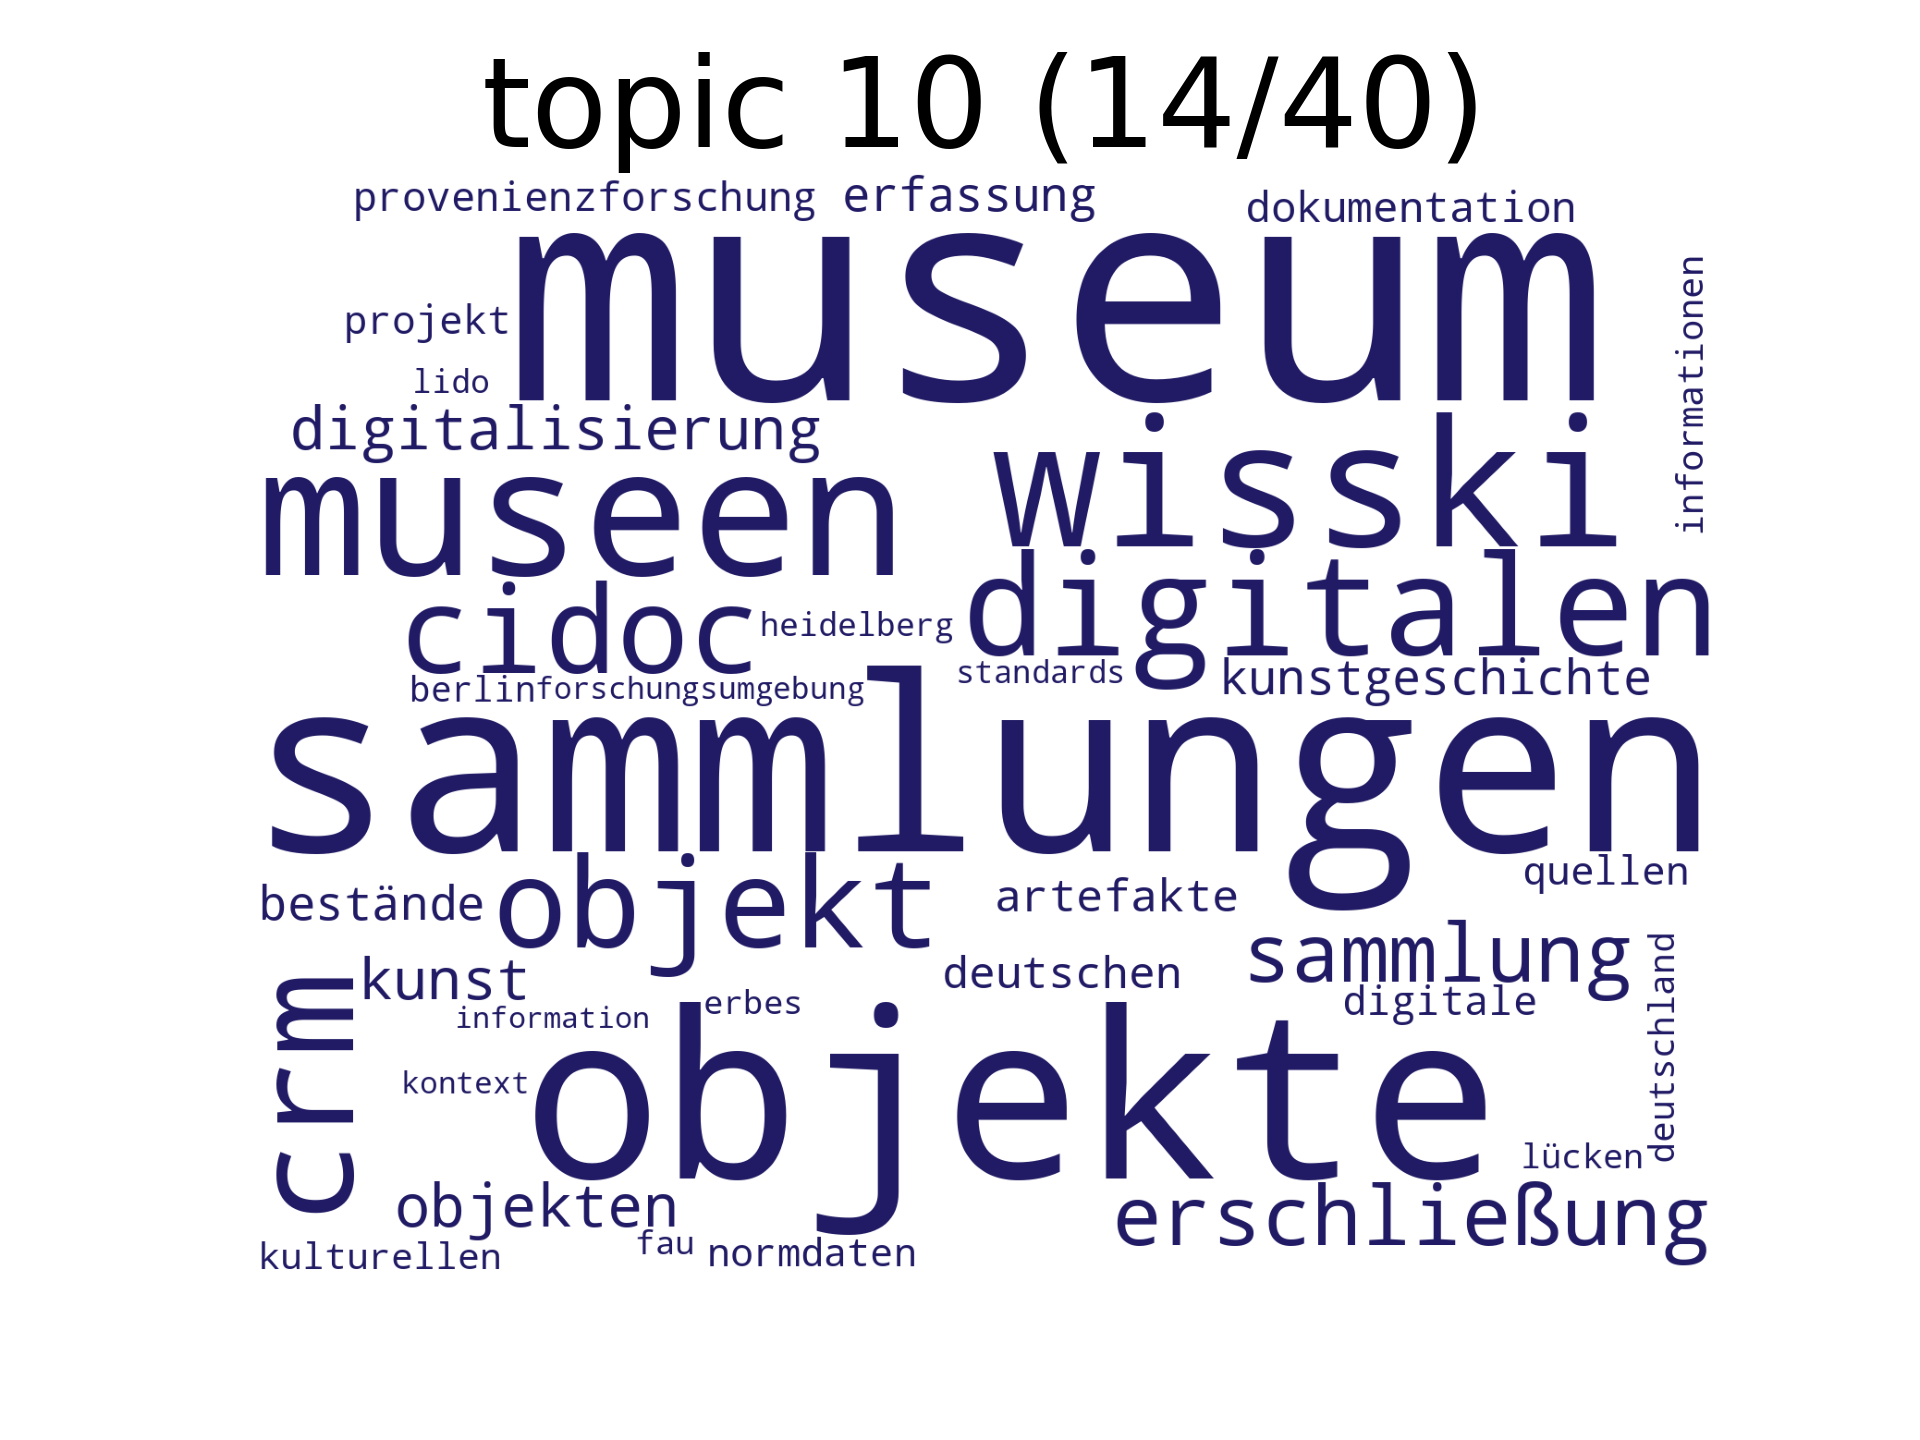 topic 10 (14/40)
provenienzforschung erfassung dokumentation
museum
projekt
informationen
lido
digitalisierung
wisski
museen
digitalen
cidoc
heidelberg
standards
kunstgeschichte
berlin
forschungsumgebung
sammlungen
quellen
bestände
objekt
artefakte
sammlung
kunst
deutschen
deutschland
crm
digitale
erbes
information
objekte
kontext
lücken
objekten
erschließung
fau
normdaten
kulturellen